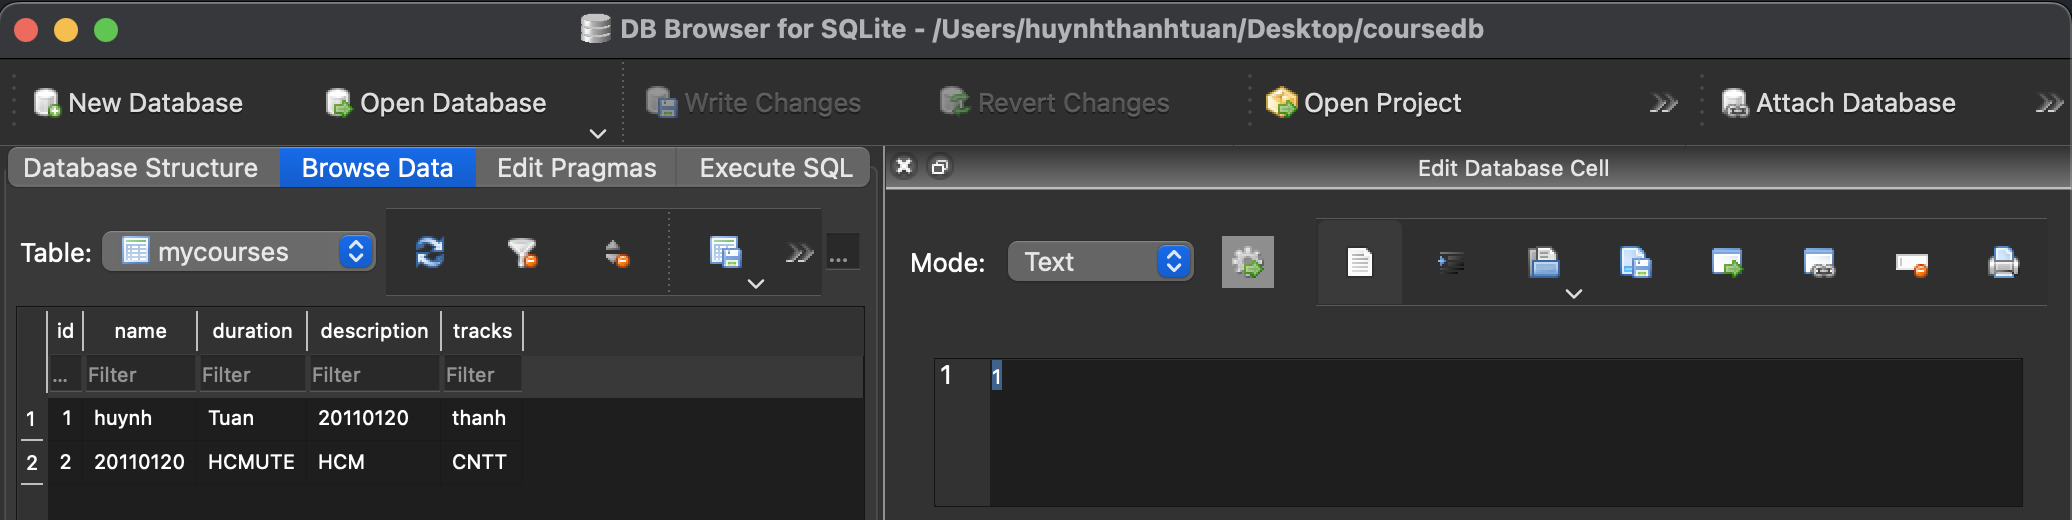 DB Browser for SQLite - /Users/huynhthanhtuan/Desktop/coursedb
New Database Open Database Write Changes Revert Changes Open Project Attach Database
Database Structure Browse Data Edit Pragmas Execute SQL
Edit Database Cell
Table: mycourses ...
Mode: Text
id name duration description tracks
... Filter Filter Filter Filter
1 1 huynh Tuan 20110120 thanh
2 2 20110120 HCMUTE HCM CNTT
1 1